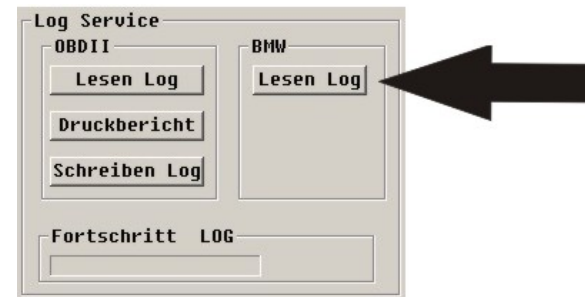 Log Service
OBDII
BMW
Lesen Log
Lesen Log
Druckbericht
Schreiben Log
Fortschritt LOG